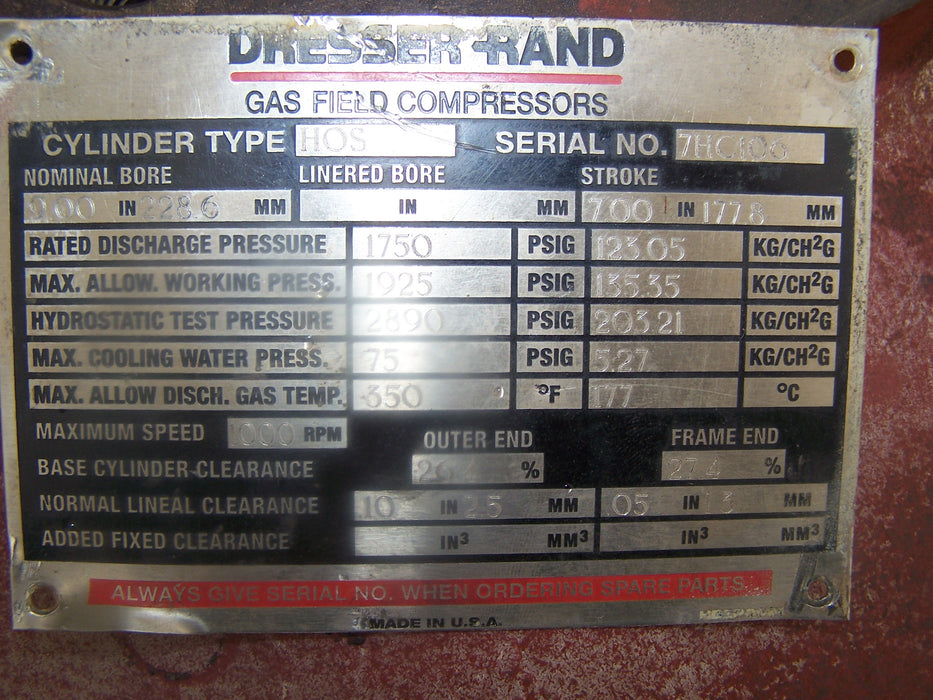 DRESSER-RAND
GAS FIELD COMPRESSORS
CYLINDER TYPE HOS SERIAL NO. 7HC106
NOMINAL BORE LINERED BORE STROKE
9.00 IN 228.6 MM IN MM 7.00 IN 177.8 MM
RATED DISCHARGE PRESSURE 1750 PSIG 123.05 KG/CH²G
MAX. ALLOW. WORKING PRESS. 1925 PSIG 135.35 KG/CH²G
HYDROSTATIC TEST PRESSURE 2890 PSIG 203.21 KG/CH²G
MAX. COOLING WATER PRESS. 75 PSIG 5.27 KG/CH²G
MAX. ALLOW DISCH. GAS TEMP. 350 °F 177 °C
MAXIMUM SPEED 1000 RPM OUTER END FRAME END
BASE CYLINDER CLEARANCE % 27.4 %
NORMAL LINEAL CLEARANCE .10 IN 2.5 MM .05 IN MM
ADDED FIXED CLEARANCE IN³ MM³ IN³ MM³
ALWAYS GIVE SERIAL NO. WHEN ORDERING SPARE PARTS.
MADE IN U.S.A.